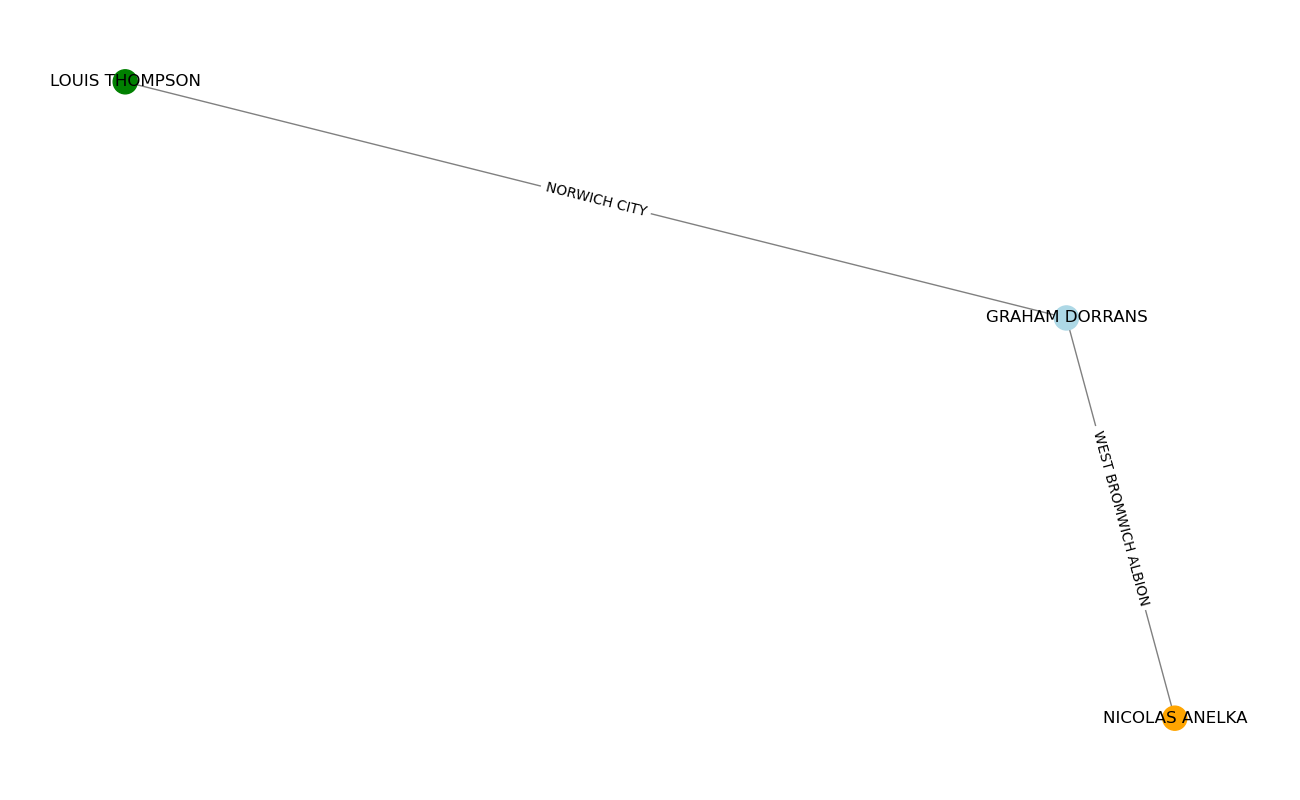 LOUIS THOMPSON
NORWICH CITY
GRAHAM DORRANS
WEST BROMWICH ALBION
NICOLAS ANELKA